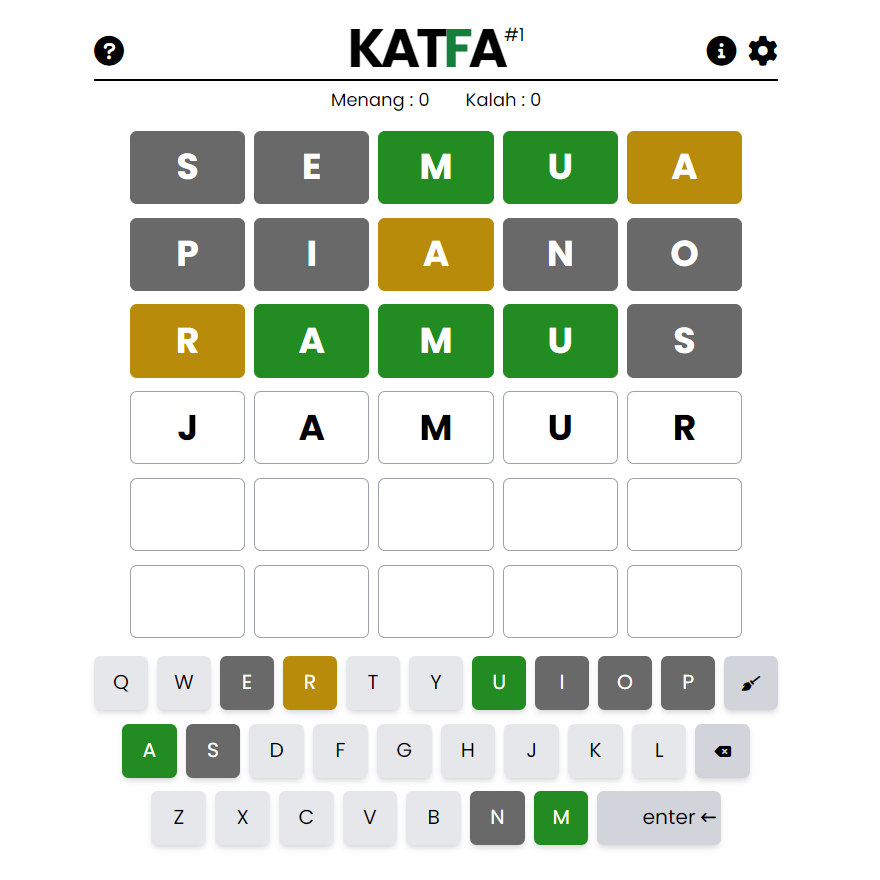 ?
KATFA #1
i
Menang : 0 Kalah : 0
S E M U A
P I A N O
R A M U S
J A M U R
Q W E R T Y U I O P
A S D F G H J K L
Z X C V B N M enter ←